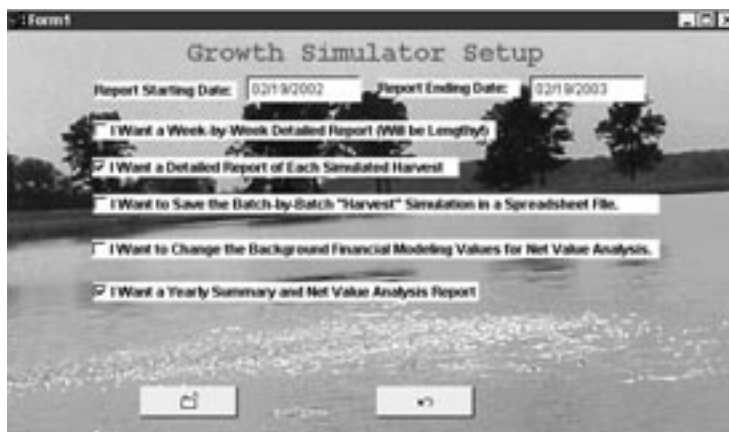 Form1
Growth Simulator Setup
Report Starting Date: 02/19/2002 Report Ending Date: 02/19/2003
I Want a Week-by-Week Detailed Report (Will be Lengthy!)
I Want a Detailed Report of Each Simulated Harvest
I Want to Save the Batch-by-Batch "Harvest" Simulation in a Spreadsheet File.
I Want to Change the Background Financial Modeling Values for Net Value Analysis.
I Want a Yearly Summary and Net Value Analysis Report